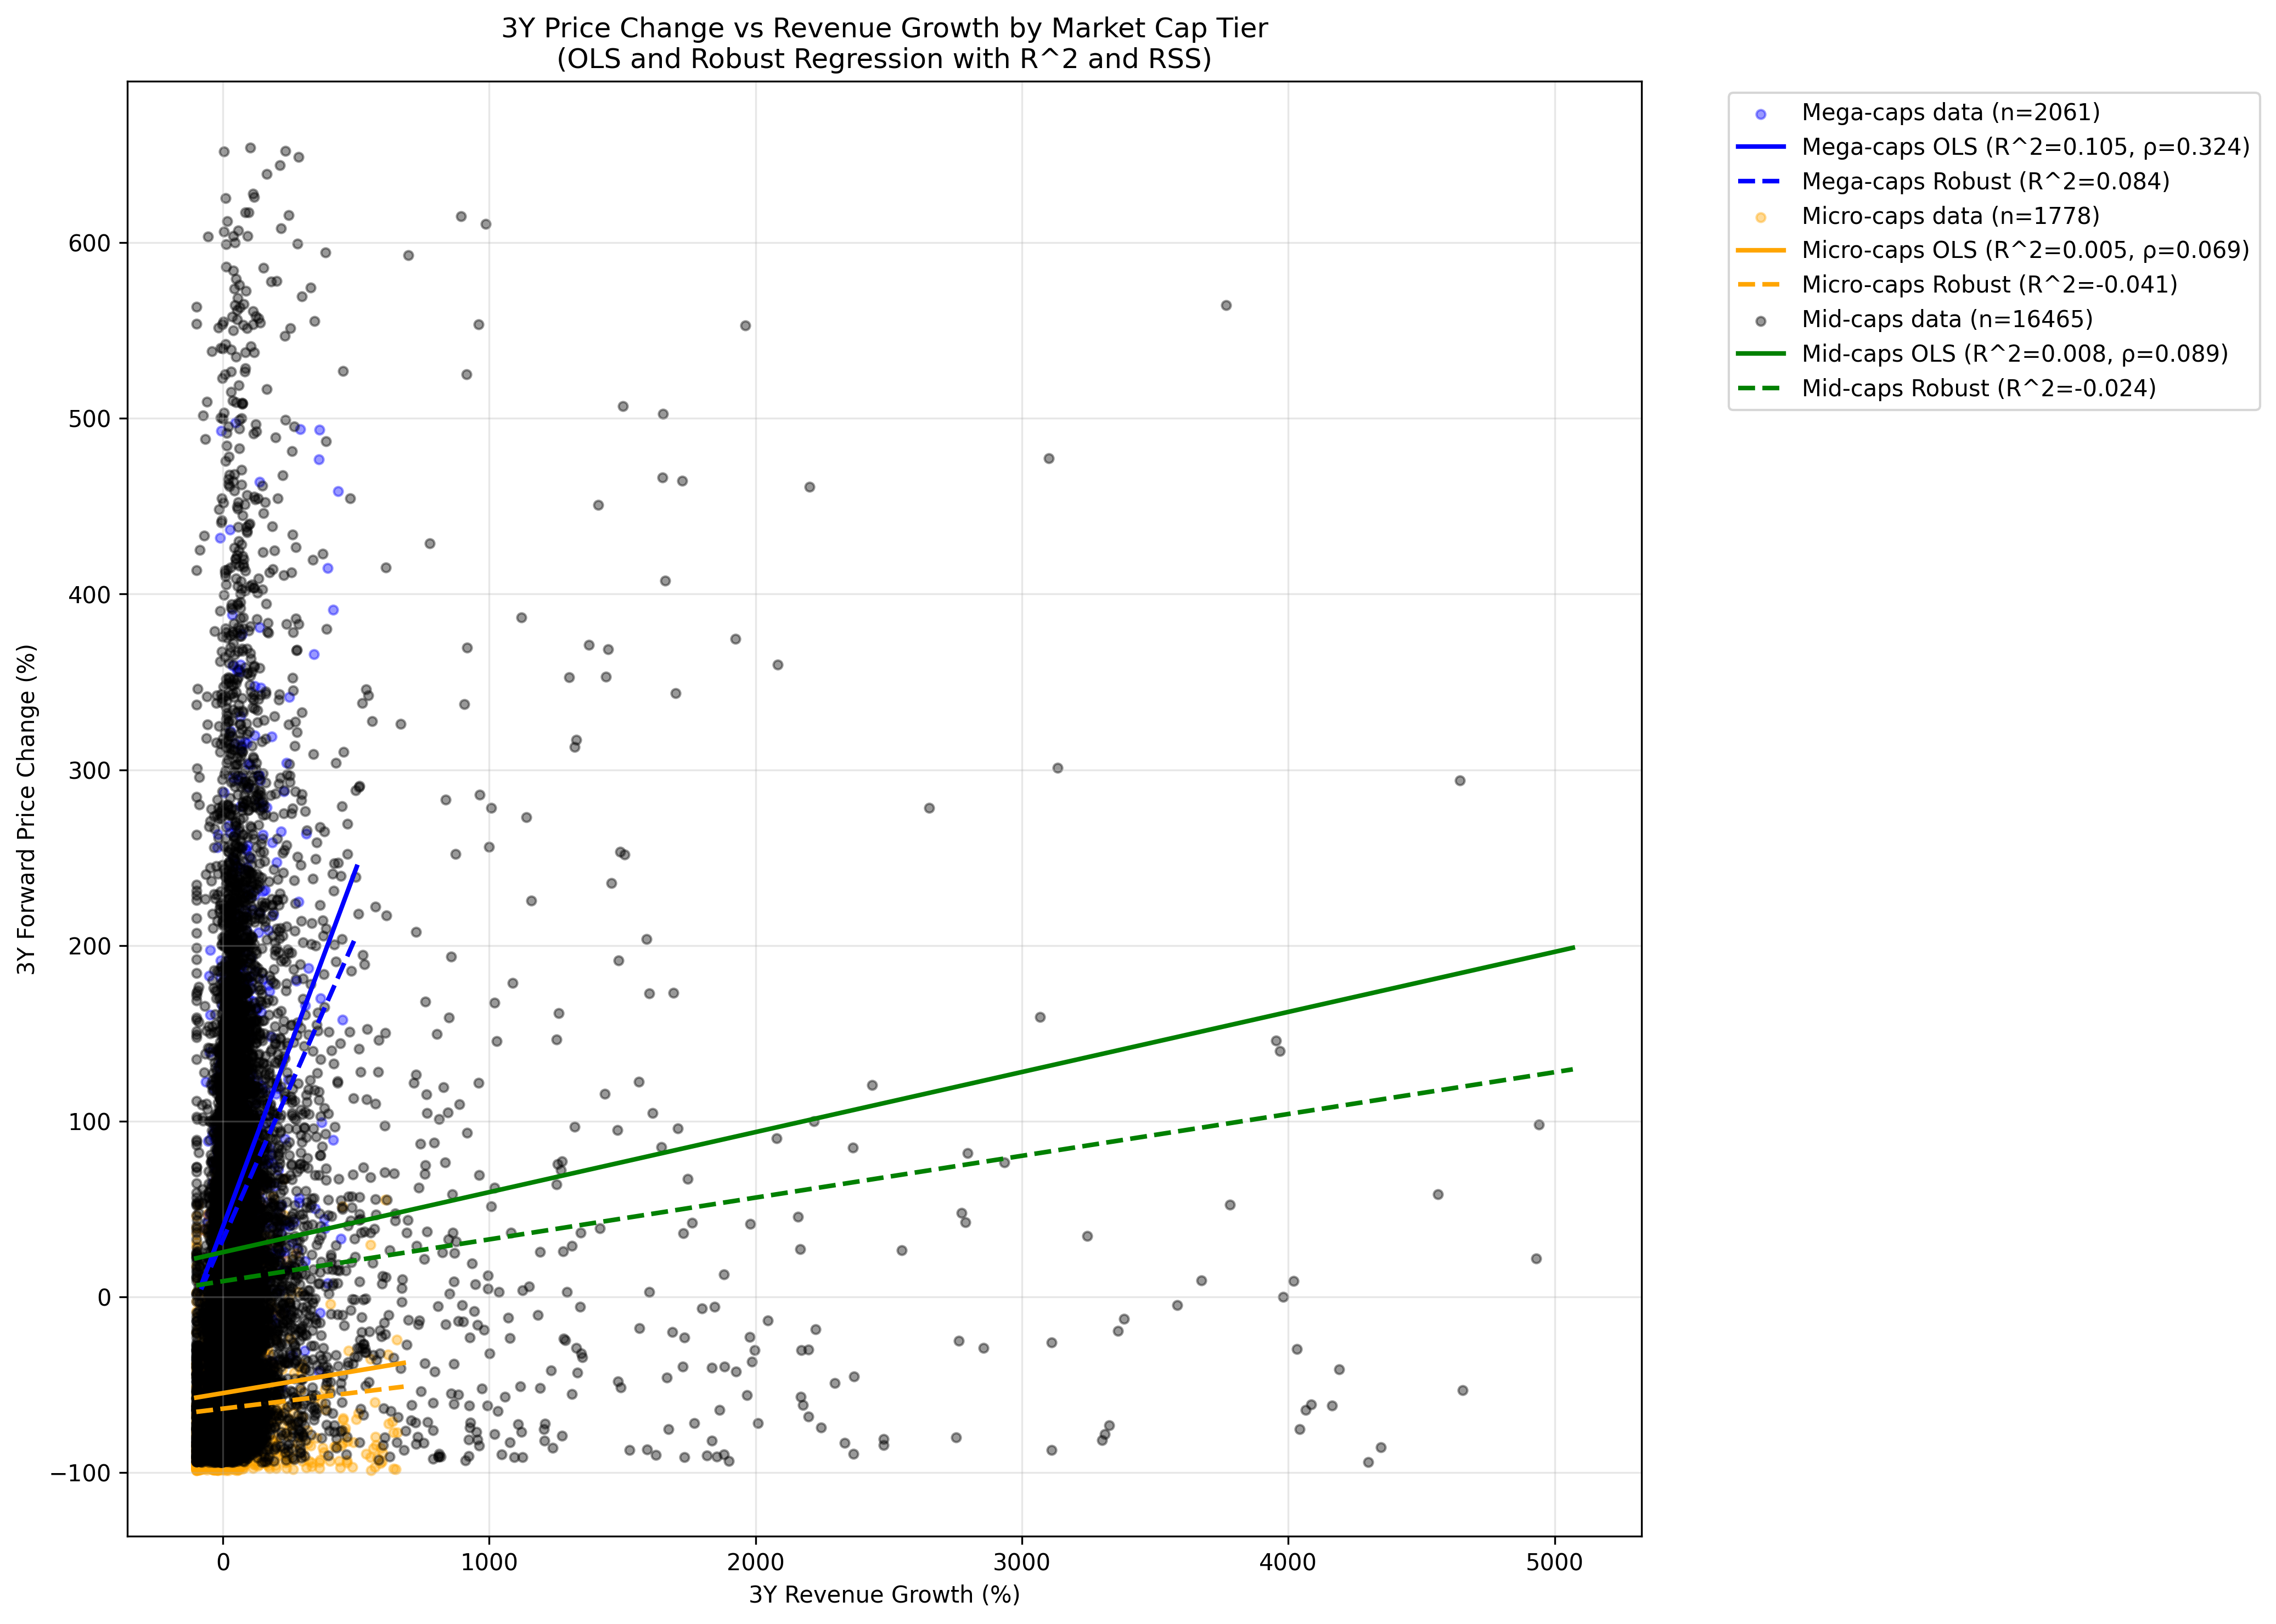 3Y Price Change vs Revenue Growth by Market Cap Tier
(OLS and Robust Regression with R^2 and RSS)
Mega-caps data (n=2061)
Mega-caps OLS (R^2=0.105, ρ=0.324)
Mega-caps Robust (R^2=0.084)
Micro-caps data (n=1778)
Micro-caps OLS (R^2=0.005, ρ=0.069)
Micro-caps Robust (R^2=-0.041)
Mid-caps data (n=16465)
Mid-caps OLS (R^2=0.008, ρ=0.089)
Mid-caps Robust (R^2=-0.024)
3Y Forward Price Change (%)
600
500
400
300
200
100
0
−100
0 1000 2000 3000 4000 5000
3Y Revenue Growth (%)